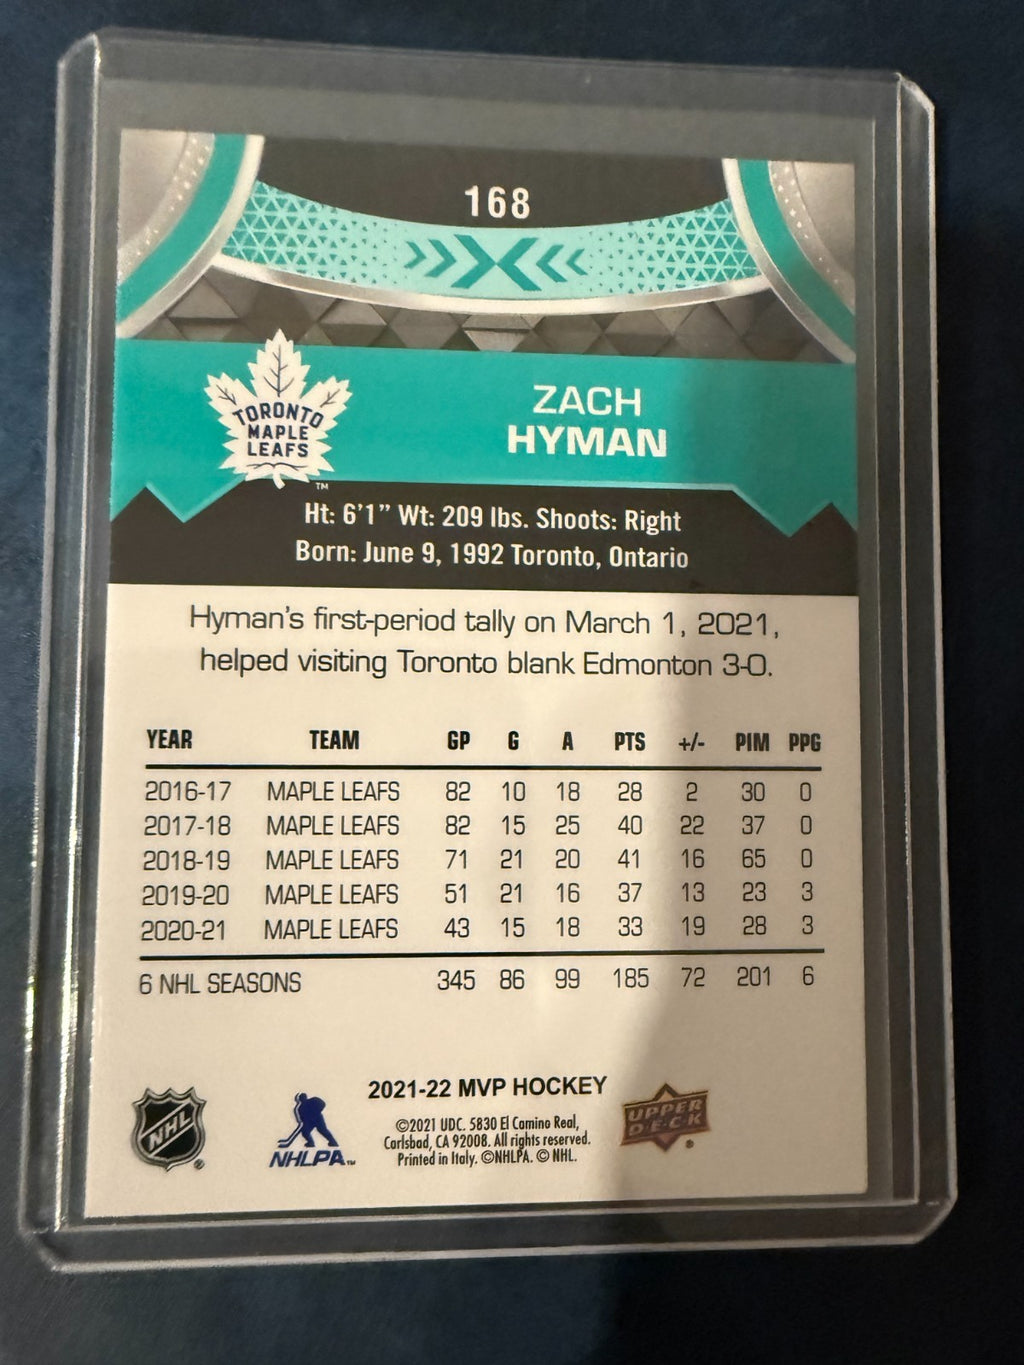 168
TORONTO
MAPLE
LEAFS
™
ZACH
HYMAN
Ht: 6'1" Wt: 209 lbs. Shoots: Right
Born: June 9, 1992 Toronto, Ontario
Hyman's first-period tally on March 1, 2021,
helped visiting Toronto blank Edmonton 3-0.
YEAR TEAM GP G A PTS +/- PIM PPG
2016-17 MAPLE LEAFS 82 10 18 28 2 30 0
2017-18 MAPLE LEAFS 82 15 25 40 22 37 0
2018-19 MAPLE LEAFS 71 21 20 41 16 65 0
2019-20 MAPLE LEAFS 51 21 16 37 13 23 3
2020-21 MAPLE LEAFS 43 15 18 33 19 28 3
6 NHL SEASONS 345 86 99 185 72 201 6
2021-22 MVP HOCKEY
©2021 UDC. 5830 El Camino Real,
Carlsbad, CA 92008. All rights reserved.
Printed in Italy. ©NHLPA. © NHL.
NHL ®
NHLPA™
UPPER
D·E·C·K ®